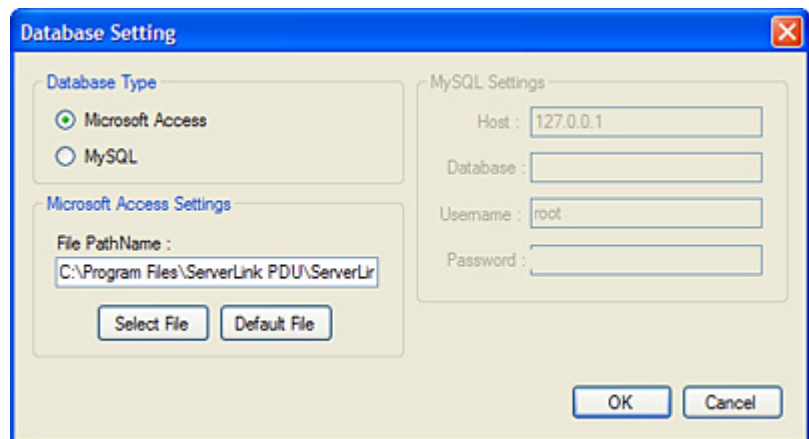 Database Setting
Database Type
Microsoft Access
MySQL
Microsoft Access Settings
File PathName :
C:\Program Files\ServerLink PDU\ServerLir
Select File
Default File
MySQL Settings
Host : 127.0.0.1
Database :
Username : root
Password :
OK
Cancel